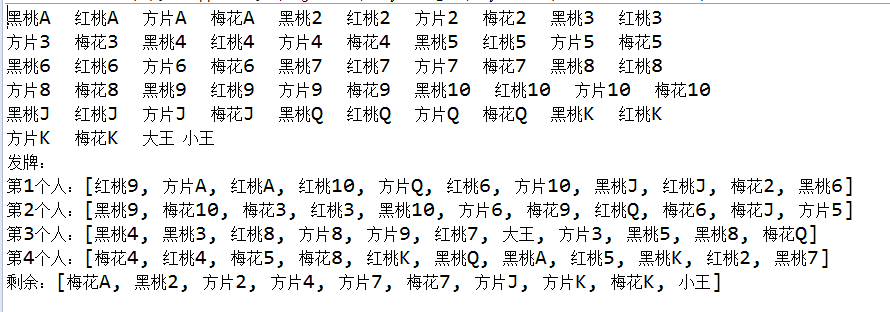 黑桃A 红桃A 方片A 梅花A 黑桃2 红桃2 方片2 梅花2 黑桃3 红桃3
方片3 梅花3 黑桃4 红桃4 方片4 梅花4 黑桃5 红桃5 方片5 梅花5
黑桃6 红桃6 方片6 梅花6 黑桃7 红桃7 方片7 梅花7 黑桃8 红桃8
方片8 梅花8 黑桃9 红桃9 方片9 梅花9 黑桃10 红桃10 方片10 梅花10
黑桃J 红桃J 方片J 梅花J 黑桃Q 红桃Q 方片Q 梅花Q 黑桃K 红桃K
方片K 梅花K 大王 小王
发牌：
第1个人：[红桃9, 方片A, 红桃A, 红桃10, 方片Q, 红桃6, 方片10, 黑桃J, 红桃J, 梅花2, 黑桃6]
第2个人：[黑桃9, 梅花10, 梅花3, 红桃3, 黑桃10, 方片6, 梅花9, 红桃Q, 梅花6, 梅花J, 方片5]
第3个人：[黑桃4, 黑桃3, 红桃8, 方片8, 方片9, 红桃7, 大王, 方片3, 黑桃5, 黑桃8, 梅花Q]
第4个人：[梅花4, 红桃4, 梅花5, 梅花8, 红桃K, 黑桃Q, 黑桃A, 红桃5, 黑桃K, 红桃2, 黑桃7]
剩余：[梅花A, 黑桃2, 方片2, 方片4, 方片7, 梅花7, 方片J, 方片K, 梅花K, 小王]